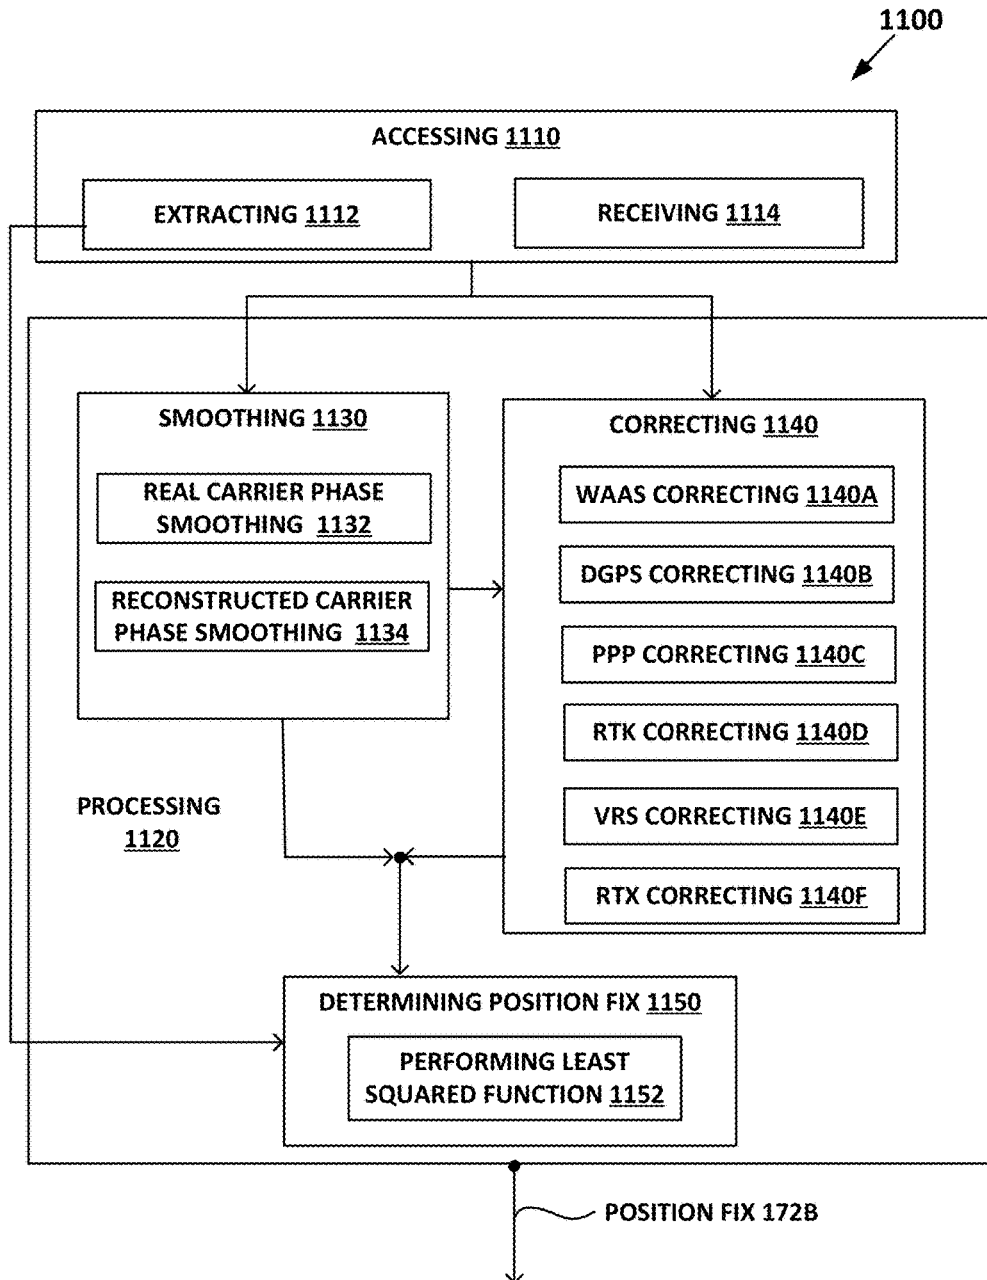 1100
ACCESSING 1110
EXTRACTING 1112
RECEIVING 1114
SMOOTHING 1130
REAL CARRIER PHASE
SMOOTHING 1132
RECONSTRUCTED CARRIER
PHASE SMOOTHING 1134
CORRECTING 1140
WAAS CORRECTING 1140A
DGPS CORRECTING 1140B
PPP CORRECTING 1140C
RTK CORRECTING 1140D
VRS CORRECTING 1140E
RTX CORRECTING 1140F
PROCESSING
1120
DETERMINING POSITION FIX 1150
PERFORMING LEAST
SQUARED FUNCTION 1152
POSITION FIX 172B